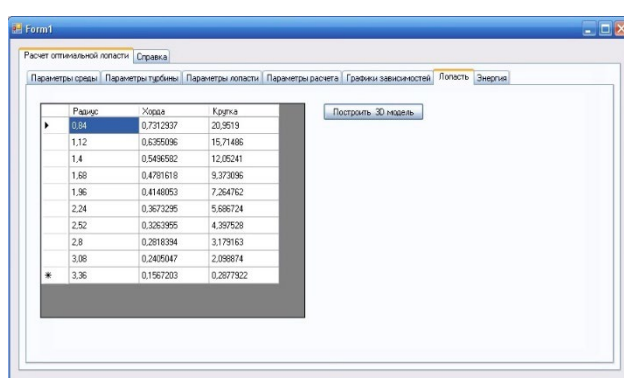 Form1
Расчет оптимальной лопасти Справка
Параметры среды Параметры турбины Параметры лопасти Параметры расчета Графики зависимостей Лопасть Энергия
Радиус Хорда Крутка
0,84 0,7312937 20,9519
1,12 0,6355096 15,71486
1,4 0,5496582 12,05241
1,68 0,4781618 9,373096
1,96 0,4148053 7,264762
2,24 0,3673295 5,686724
2,52 0,3263955 4,397528
2,8 0,2818394 3,179163
3,08 0,2405047 2,098874
3,36 0,1567203 0,2877922
Построить 3D модель